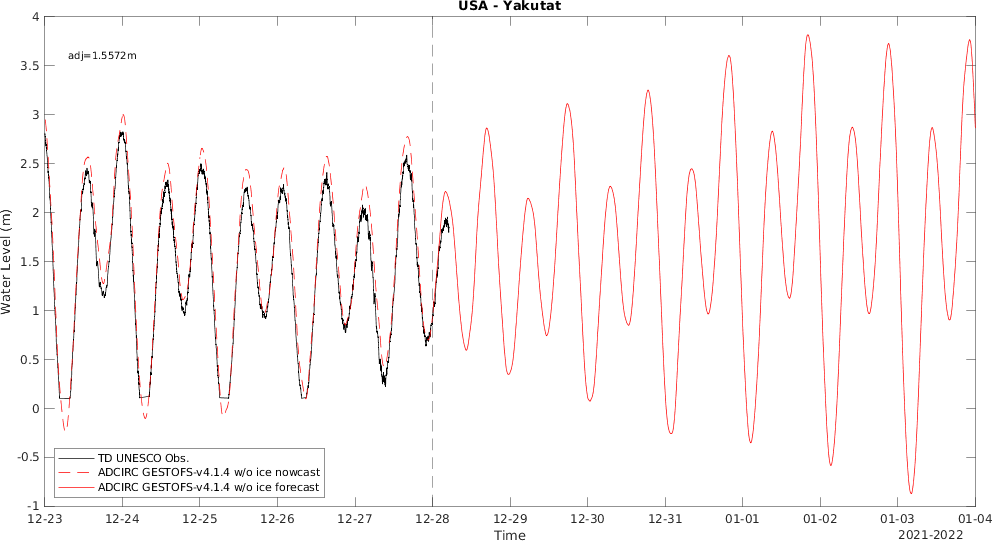 USA - Yakutat
4
3.5
3
2.5
2
1.5
1
0.5
0
-0.5
-1
Water Level (m)
adj=1.5572m
TD UNESCO Obs.
ADCIRC GESTOFS-v4.1.4 w/o ice nowcast
ADCIRC GESTOFS-v4.1.4 w/o ice forecast
12-23 12-24 12-25 12-26 12-27 12-28 12-29 12-30 12-31 01-01 01-02 01-03 01-04
Time
2021-2022